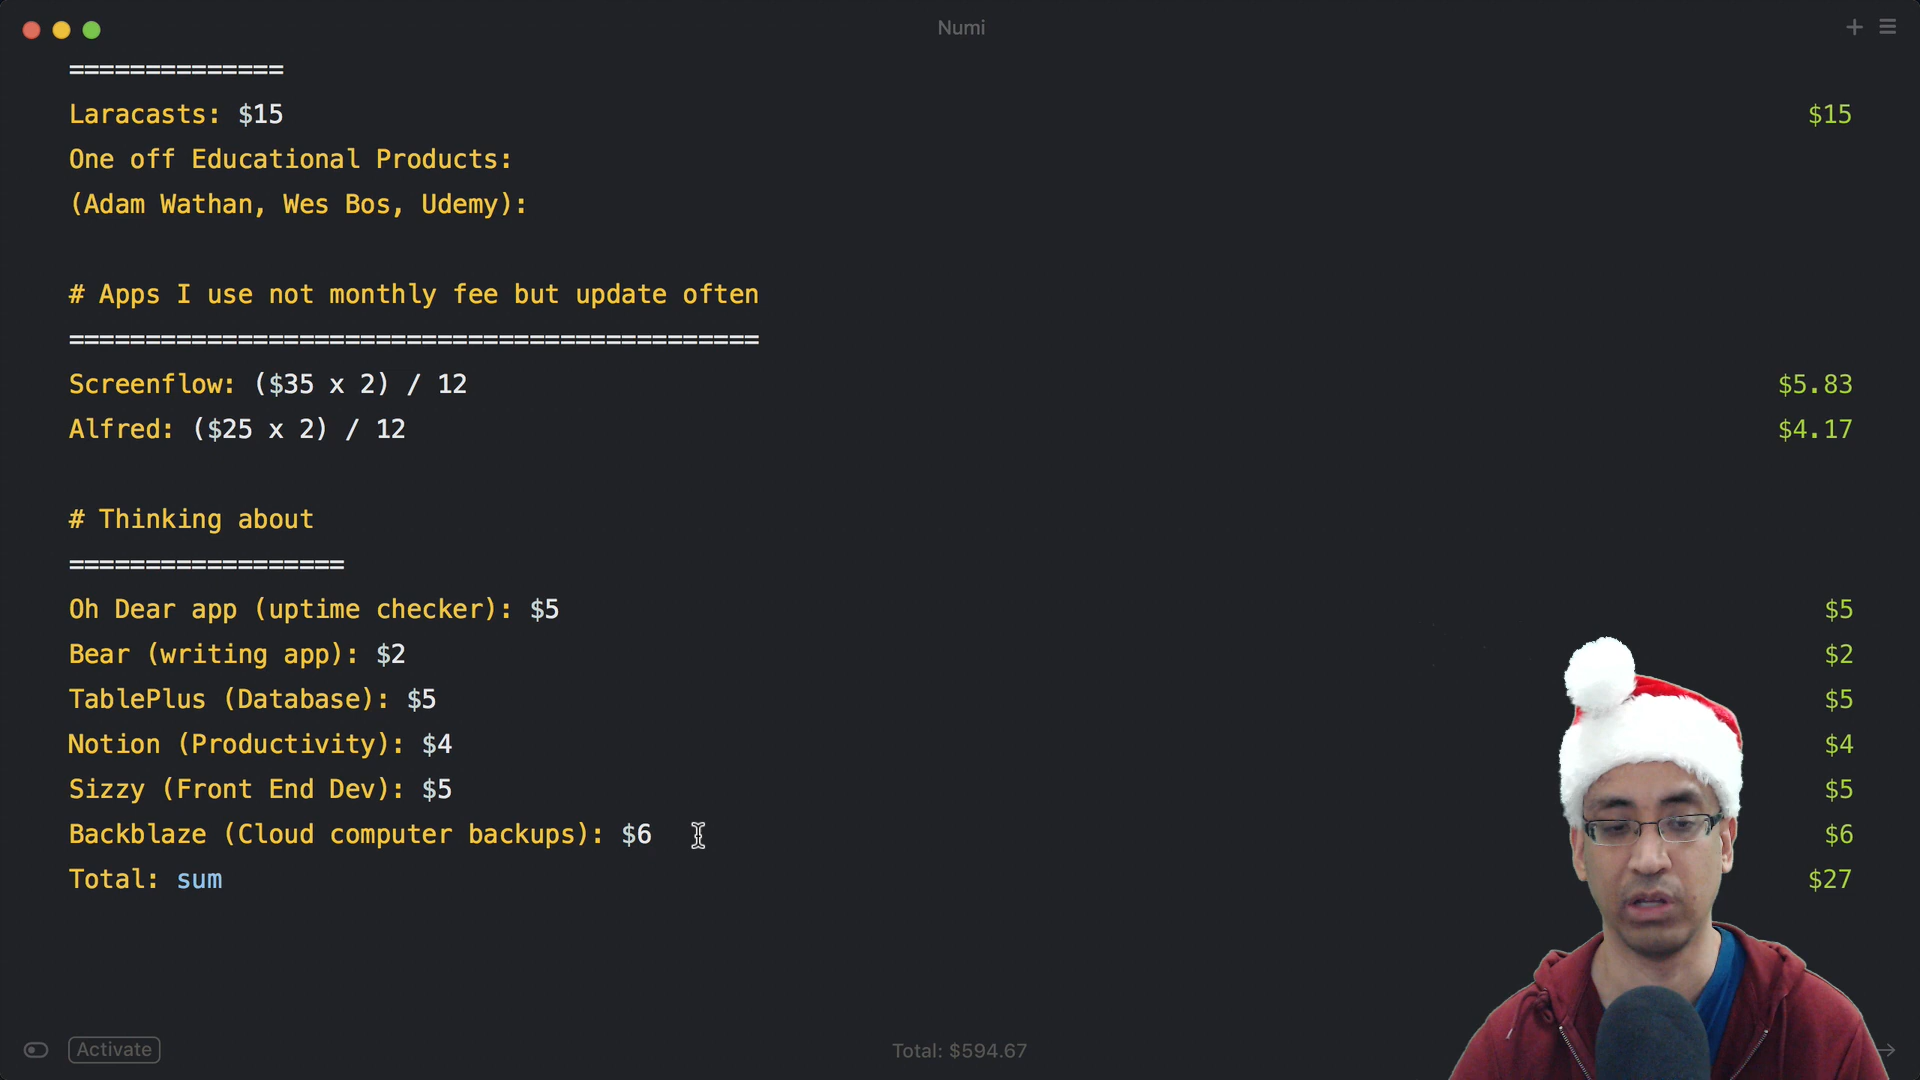 Numi
==============
Laracasts: $15 $15
One off Educational Products:
(Adam Wathan, Wes Bos, Udemy):
# Apps I use not monthly fee but update often
=============================================
Screenflow: ($35 x 2) / 12 $5.83
Alfred: ($25 x 2) / 12 $4.17
# Thinking about
==================
Oh Dear app (uptime checker): $5 $5
Bear (writing app): $2 $2
TablePlus (Database): $5 $5
Notion (Productivity): $4 $4
Sizzy (Front End Dev): $5 $5
Backblaze (Cloud computer backups): $6 $6
Total: sum $27
Activate Total: $594.67